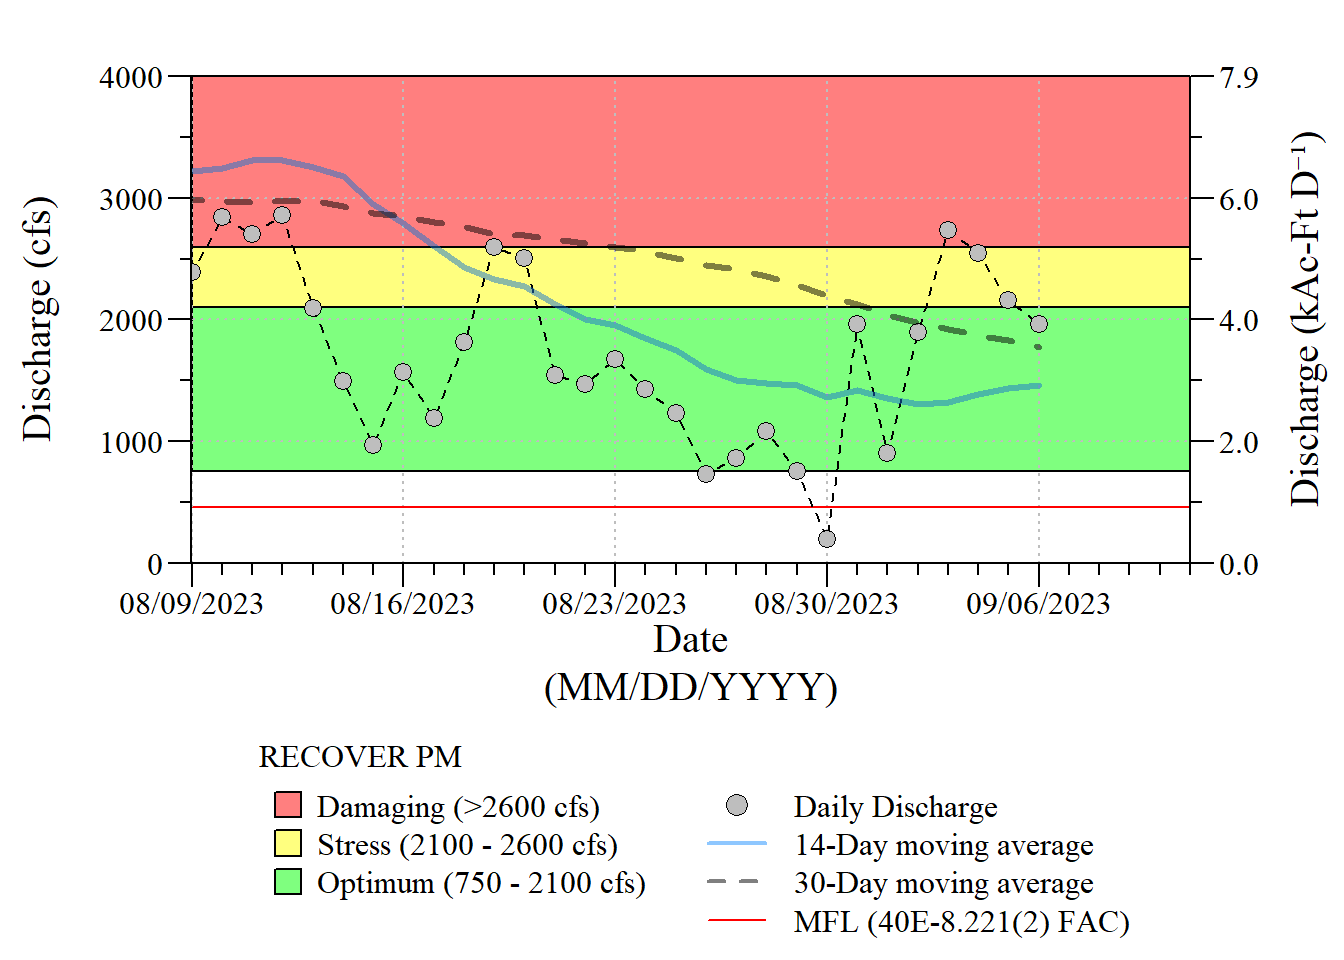 4000
3000
2000
1000
0
Discharge (cfs)
7.9
6.0
4.0
2.0
0.0
Discharge (kAc-Ft D⁻¹)
08/09/2023 08/16/2023 08/23/2023 08/30/2023 09/06/2023
Date
(MM/DD/YYYY)
RECOVER PM
Damaging (>2600 cfs)
Stress (2100 - 2600 cfs)
Optimum (750 - 2100 cfs)
Daily Discharge
14-Day moving average
30-Day moving average
MFL (40E-8.221(2) FAC)